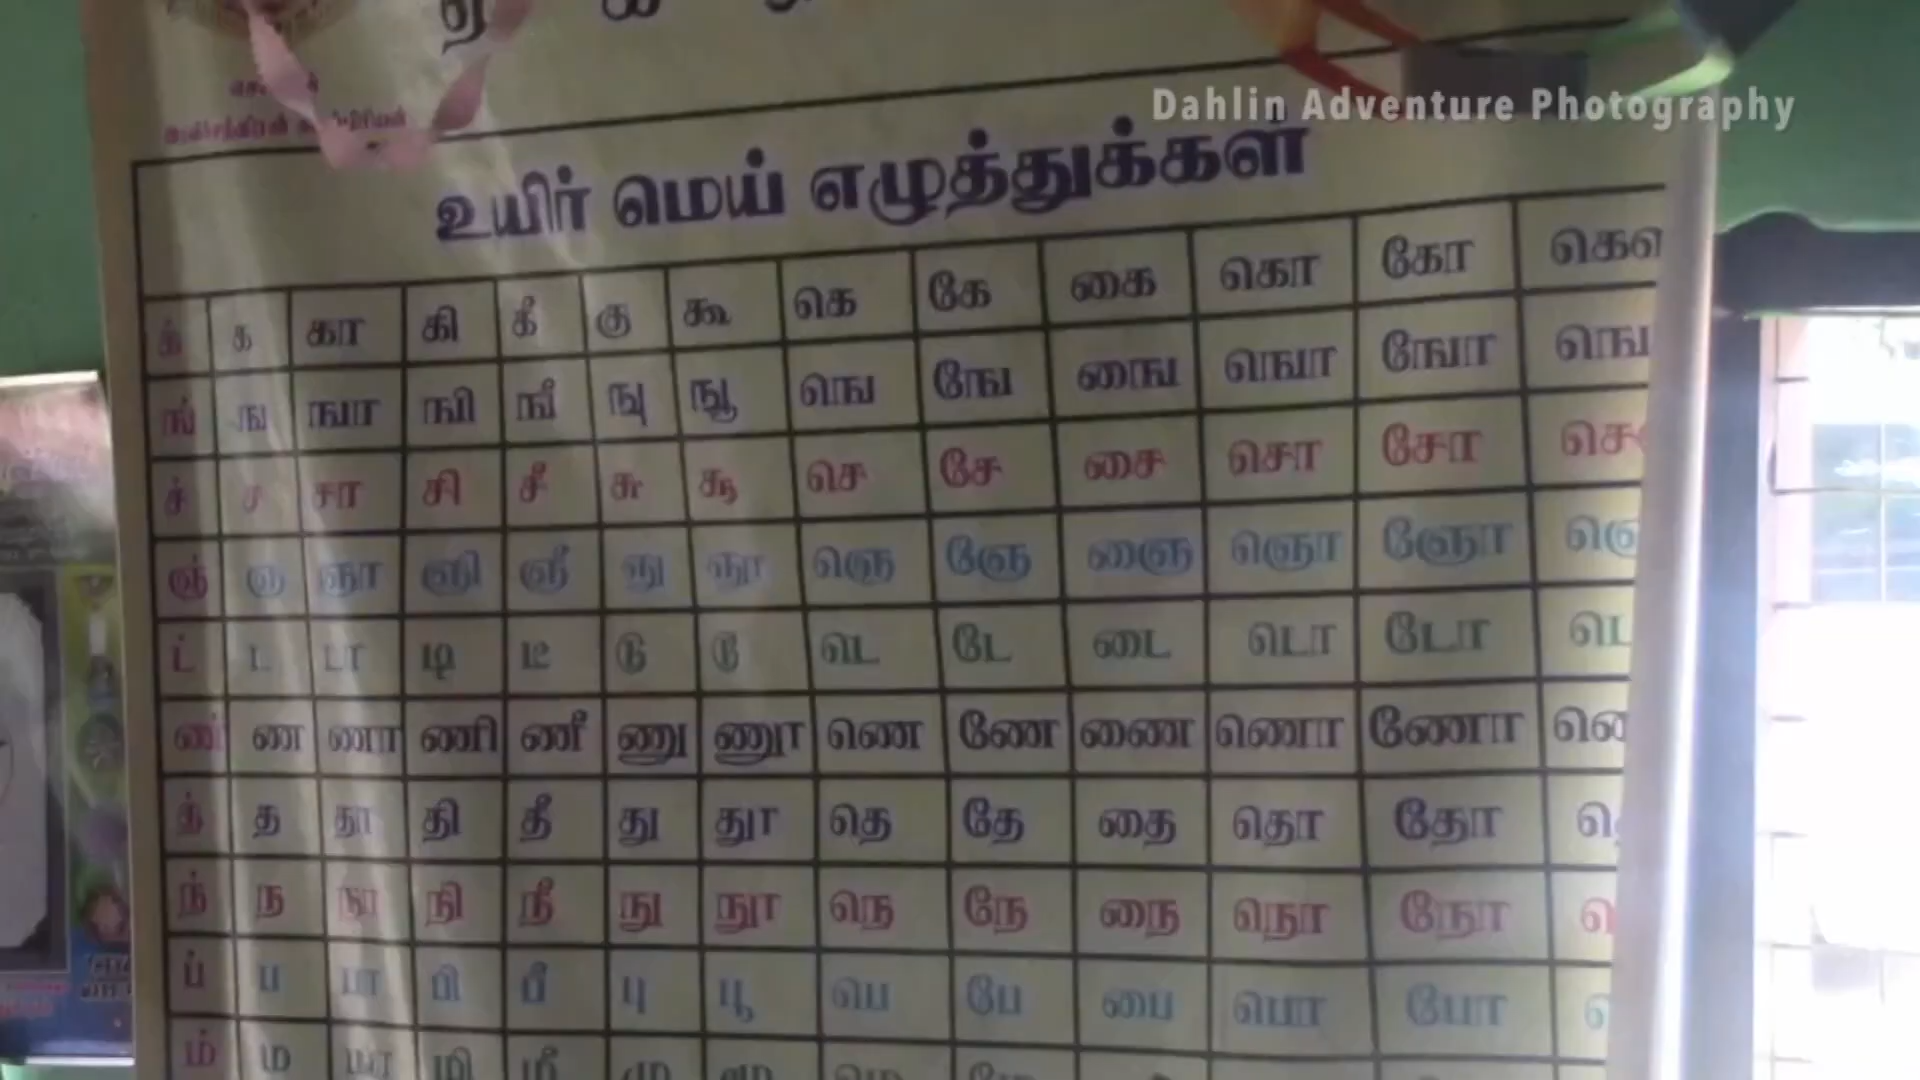 Dahlin Adventure Photography
உயிர் மெய் எழுத்துக்கள்
க் க கா கி கீ கு கூ கெ கே கை கொ கோ கௌ
ங் ங ஙா ஙி ஙீ ஙு ஙூ ஙெ ஙே ஙை ஙொ ஙோ
ச் ச சா சி சீ சு சூ செ சே சை சொ சோ
ஞ் ஞ ஞா ஞி ஞீ ஞு ஞூ ஞெ ஞே ஞை ஞொ ஞோ
ட் ட டா டி டீ டு டூ டெ டே டை டொ டோ
ண் ண ணா ணி ணீ ணு ணூ ணெ ணே ணை ணொ ணோ
த் த தா தி தீ து தூ தெ தே தை தொ தோ
ந் ந நா நி நீ நு நூ நெ நே நை நொ நோ
ப் ப பா பி பீ பு பூ பெ பே பை பொ போ
ம் ம மா மி மீ மு மூ மெ மே